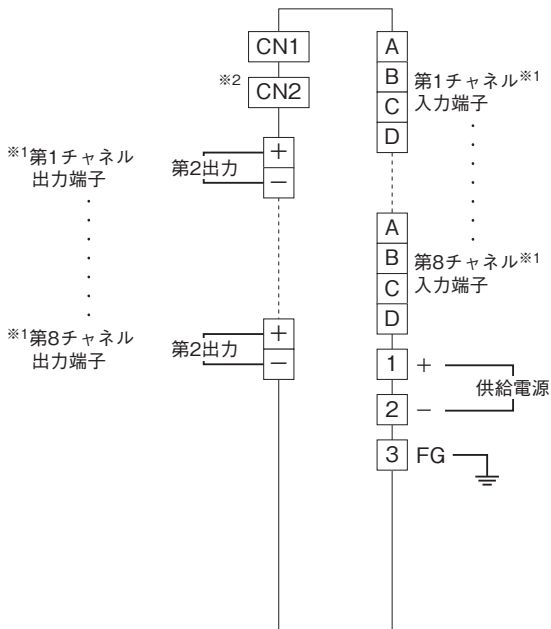 CN1
※2
CN2
※1第1チャネル
出力端子
第2出力
+
−
※1第8チャネル
出力端子
第2出力
+
−
A
B
C
D
第1チャネル※1
入力端子
A
B
C
D
第8チャネル※1
入力端子
1 +
2 −
供給電源
3 FG